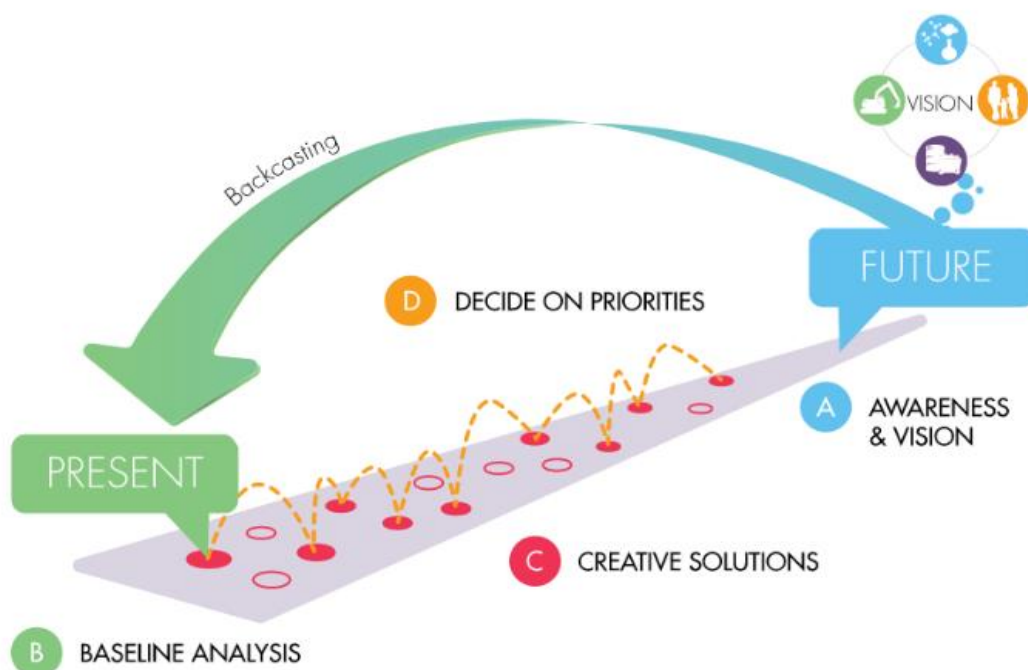 VISION
Backcasting
FUTURE
D DECIDE ON PRIORITIES
A AWARENESS
& VISION
PRESENT
C CREATIVE SOLUTIONS
B BASELINE ANALYSIS